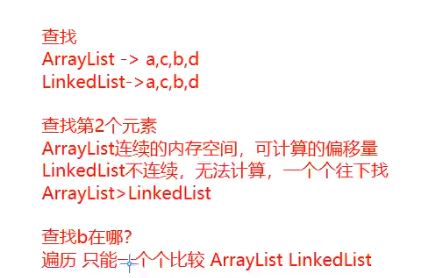 查找
ArrayList -> a,c,b,d
LinkedList->a,c,b,d
查找第2个元素
ArrayList连续的内存空间，可计算的偏移量
LinkedList不连续，无法计算，一个个往下找
ArrayList>LinkedList
查找b在哪?
遍历 只能一个个比较 ArrayList LinkedList